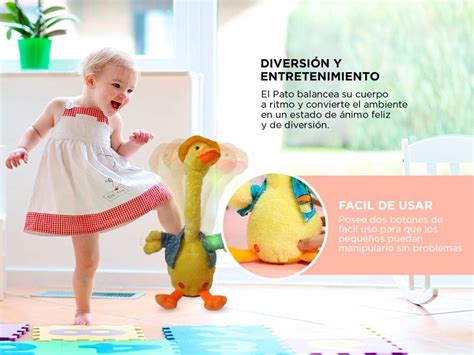 DIVERSIÓN Y
ENTRETENIMIENTO
El Pato balancea su cuerpo
a ritmo y convierte el ambiente
en un estado de ánimo feliz
y de diversión.
FACIL DE USAR
Posee dos botones de
facil uso para que los
pequeños puedan
manipularlo sin problemas